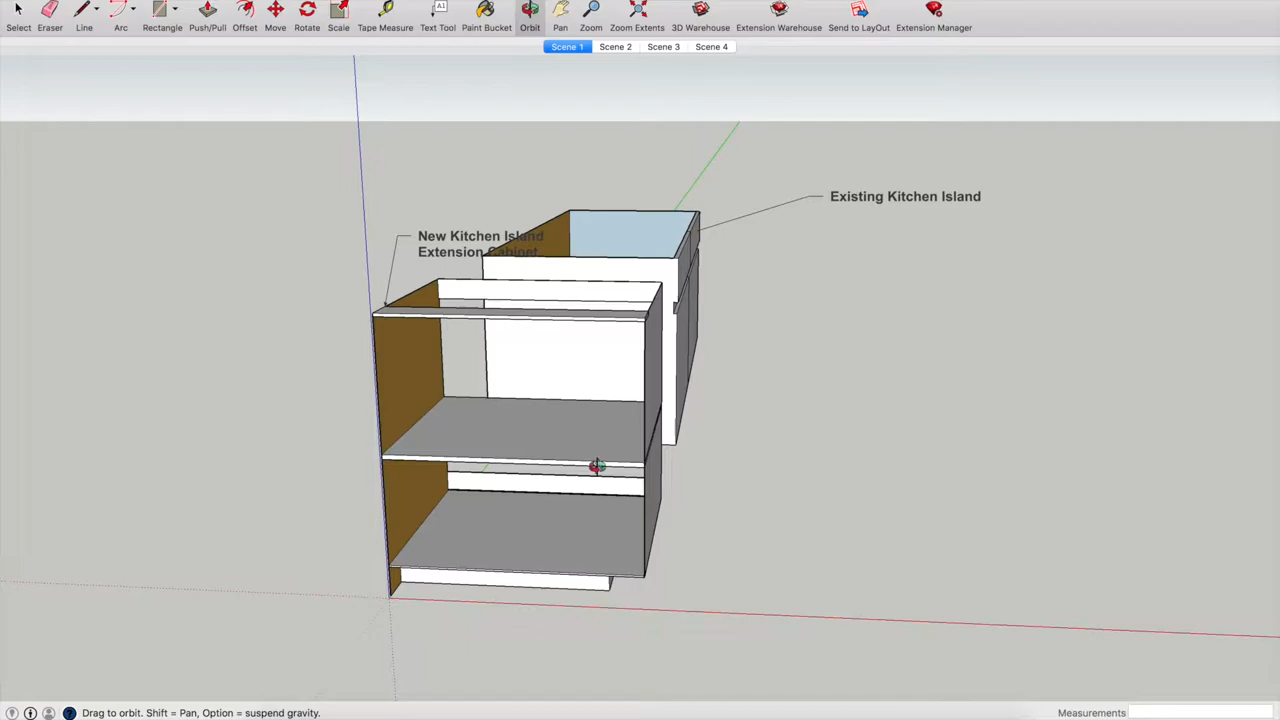 Select Eraser Line Arc Rectangle Push/Pull Offset Move Rotate Scale Tape Measure Text Tool Paint Bucket Orbit Pan Zoom Zoom Extents 3D Warehouse Extension Warehouse Send to LayOut Extension Manager
Scene 1 Scene 2 Scene 3 Scene 4
Existing Kitchen Island
New Kitchen Island
Extension Cabinet
Drag to orbit. Shift = Pan, Option = suspend gravity.
Measurements